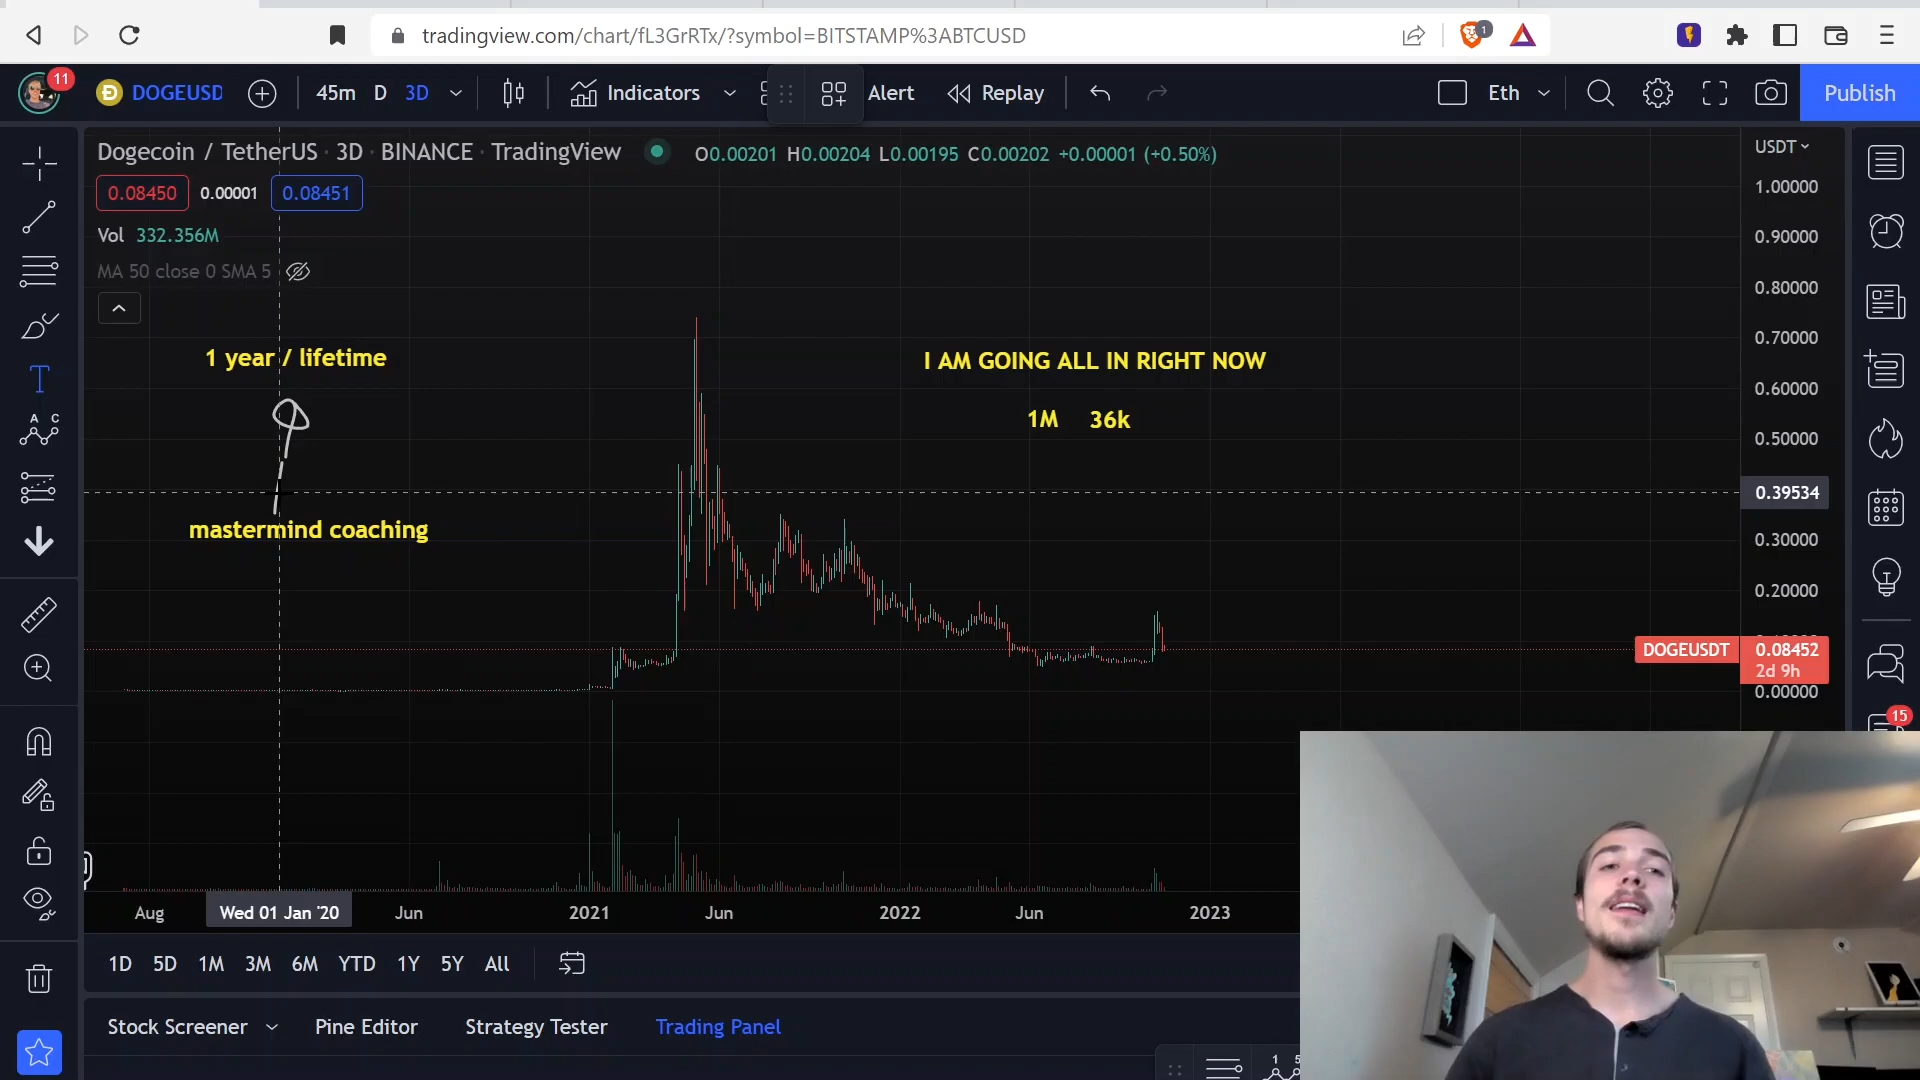 tradingview.com/chart/fL3GrRTx/?symbol=BITSTAMP%3ABTCUSD
1
11
DOGEUSD
45m D 3D
Indicators
Alert
Replay
Eth
Publish
Dogecoin / TetherUS · 3D · BINANCE · TradingView
O0.00201 H0.00204 L0.00195 C0.00202 +0.00001 (+0.50%)
USDT
0.08450 0.00001 0.08451
Vol 332.356M
MA 50 close 0 SMA 5
1.00000
0.90000
0.80000
0.70000
0.60000
0.50000
0.39534
0.30000
0.20000
DOGEUSDT 0.08452
2d 9h
0.00000
1 year / lifetime
I AM GOING ALL IN RIGHT NOW
1M 36k
mastermind coaching
A C
15
Aug Wed 01 Jan '20 Jun 2021 Jun 2022 Jun 2023
1D 5D 1M 3M 6M YTD 1Y 5Y All
Stock Screener Pine Editor Strategy Tester Trading Panel
1 5